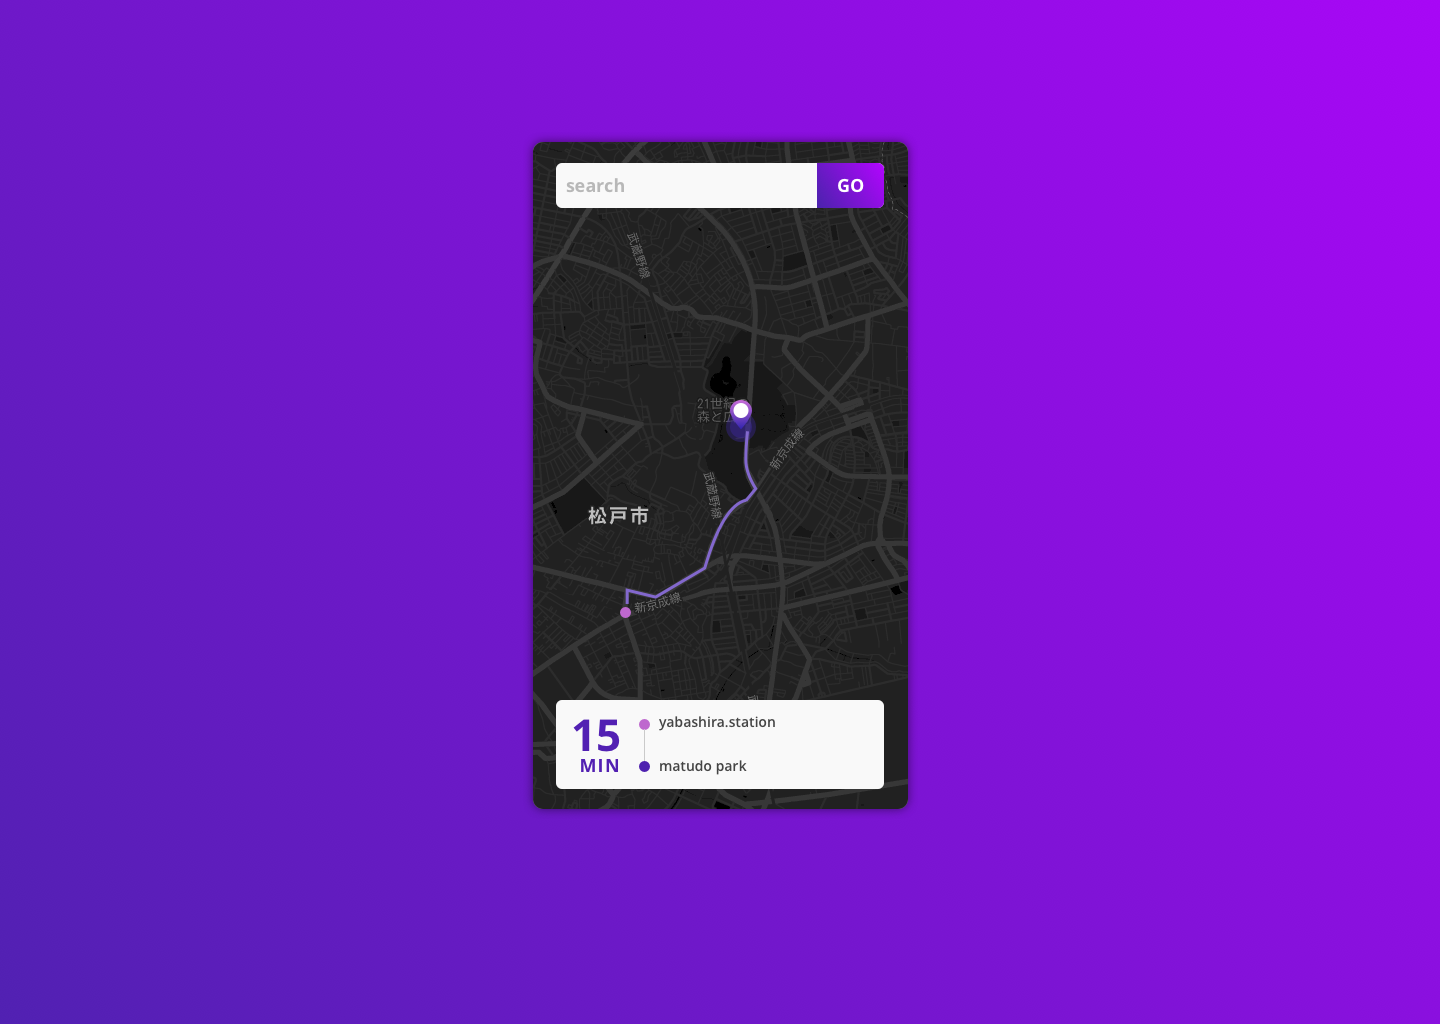 search
GO
武蔵野線
21世紀
森と広
新京成線
武蔵野線
松戸市
新京成線
15
MIN
yabashira.station
matudo park